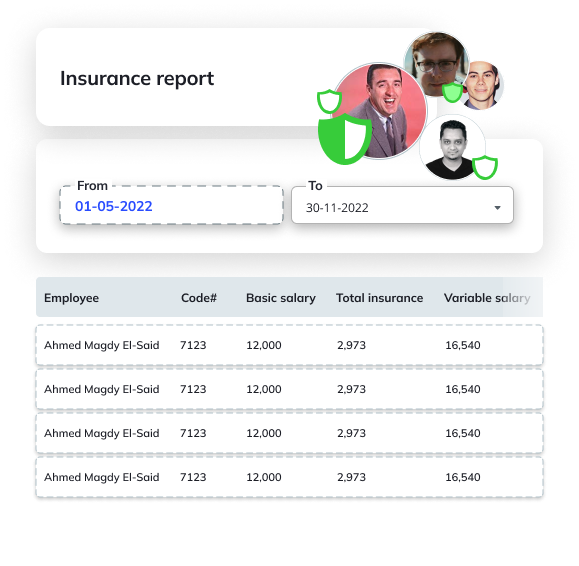 Insurance report
From
01-05-2022
To
30-11-2022
Employee Code# Basic salary Total insurance Variable salary
Ahmed Magdy El-Said 7123 12,000 2,973 16,540
Ahmed Magdy El-Said 7123 12,000 2,973 16,540
Ahmed Magdy El-Said 7123 12,000 2,973 16,540
Ahmed Magdy El-Said 7123 12,000 2,973 16,540